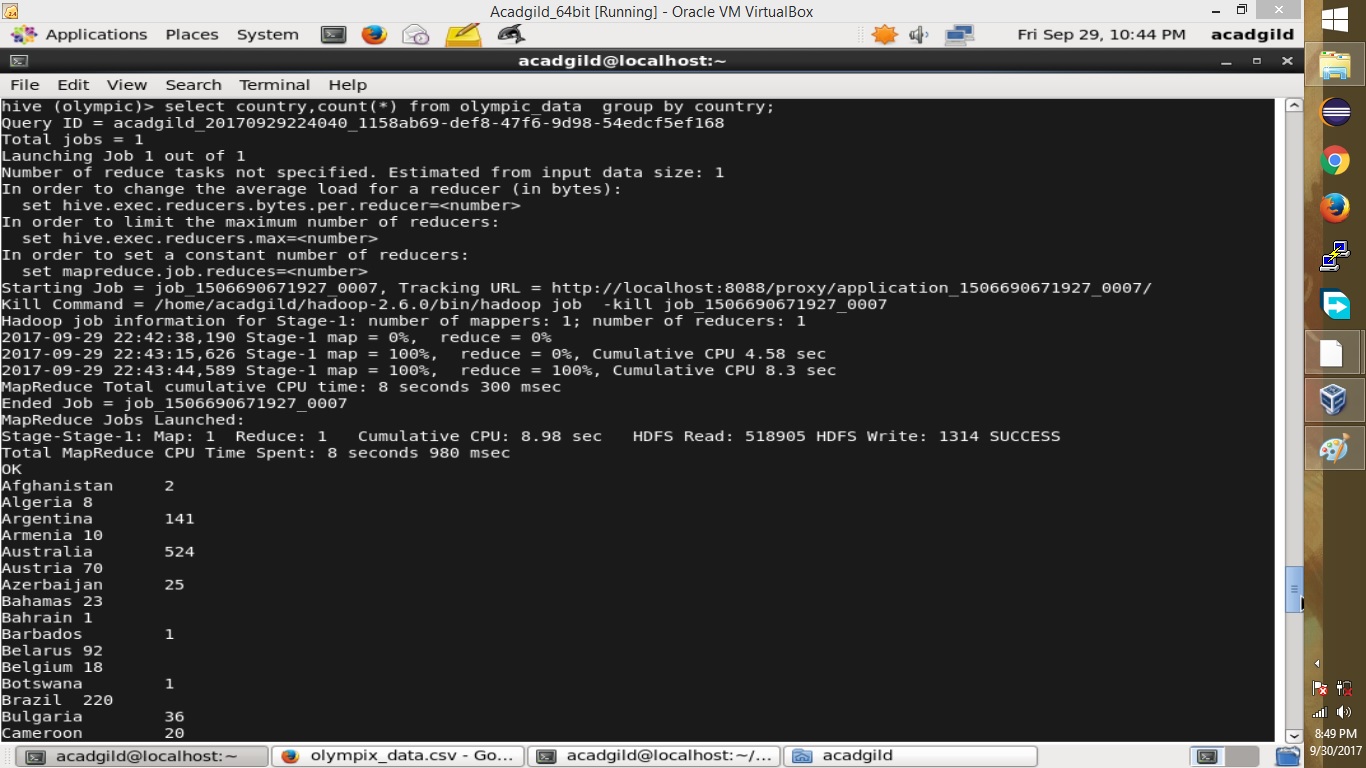 Acadgild_64bit [Running] - Oracle VM VirtualBox
Applications Places System Fri Sep 29, 10:44 PM acadgild
acadgild@localhost:~
File Edit View Search Terminal Help
hive (olympic)> select country,count(*) from olympic_data  group by country;
Query ID = acadgild_20170929224040_1158ab69-def8-47f6-9d98-54edcf5ef168
Total jobs = 1
Launching Job 1 out of 1
Number of reduce tasks not specified. Estimated from input data size: 1
In order to change the average load for a reducer (in bytes):
  set hive.exec.reducers.bytes.per.reducer=<number>
In order to limit the maximum number of reducers:
  set hive.exec.reducers.max=<number>
In order to set a constant number of reducers:
  set mapreduce.job.reduces=<number>
Starting Job = job_1506690671927_0007, Tracking URL = http://localhost:8088/proxy/application_1506690671927_0007/
Kill Command = /home/acadgild/hadoop-2.6.0/bin/hadoop job  -kill job_1506690671927_0007
Hadoop job information for Stage-1: number of mappers: 1; number of reducers: 1
2017-09-29 22:42:38,190 Stage-1 map = 0%,  reduce = 0%
2017-09-29 22:43:15,626 Stage-1 map = 100%,  reduce = 0%, Cumulative CPU 4.58 sec
2017-09-29 22:43:44,589 Stage-1 map = 100%,  reduce = 100%, Cumulative CPU 8.3 sec
MapReduce Total cumulative CPU time: 8 seconds 300 msec
Ended Job = job_1506690671927_0007
MapReduce Jobs Launched:
Stage-Stage-1: Map: 1  Reduce: 1   Cumulative CPU: 8.98 sec   HDFS Read: 518905 HDFS Write: 1314 SUCCESS
Total MapReduce CPU Time Spent: 8 seconds 980 msec
OK
Afghanistan     2
Algeria 8
Argentina       141
Armenia 10
Australia       524
Austria 70
Azerbaijan      25
Bahamas 23
Bahrain 1
Barbados        1
Belarus 92
Belgium 18
Botswana        1
Brazil  220
Bulgaria        36
Cameroon        20
acadgild@localhost:~ olympix_data.csv - Go... acadgild@localhost:~/... acadgild
8:49 PM
9/30/2017